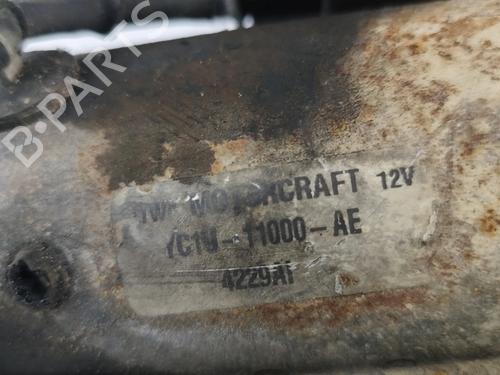 B-PARTS
MOTORCRAFT 12V
YC1U-11000-AE
4229AI